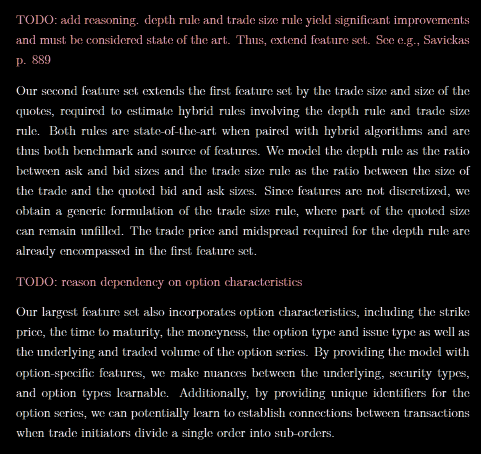 TODO: add reasoning. depth rule and trade size rule yield significant improvements
and must be considered state of the art. Thus, extend feature set. See e.g., Savickas
p. 889
Our second feature set extends the first feature set by the trade size and size of the
quotes, required to estimate hybrid rules involving the depth rule and trade size
rule. Both rules are state-of-the-art when paired with hybrid algorithms and are
thus both benchmark and source of features. We model the depth rule as the ratio
between ask and bid sizes and the trade size rule as the ratio between the size of
the trade and the quoted bid and ask sizes. Since features are not discretized, we
obtain a generic formulation of the trade size rule, where part of the quoted size
can remain unfilled. The trade price and midspread required for the depth rule are
already encompassed in the first feature set.
TODO: reason dependency on option characteristics
Our largest feature set also incorporates option characteristics, including the strike
price, the time to maturity, the moneyness, the option type and issue type as well as
the underlying and traded volume of the option series. By providing the model with
option-specific features, we make nuances between the underlying, security types,
and option types learnable. Additionally, by providing unique identifiers for the
option series, we can potentially learn to establish connections between transactions
when trade initiators divide a single order into sub-orders.